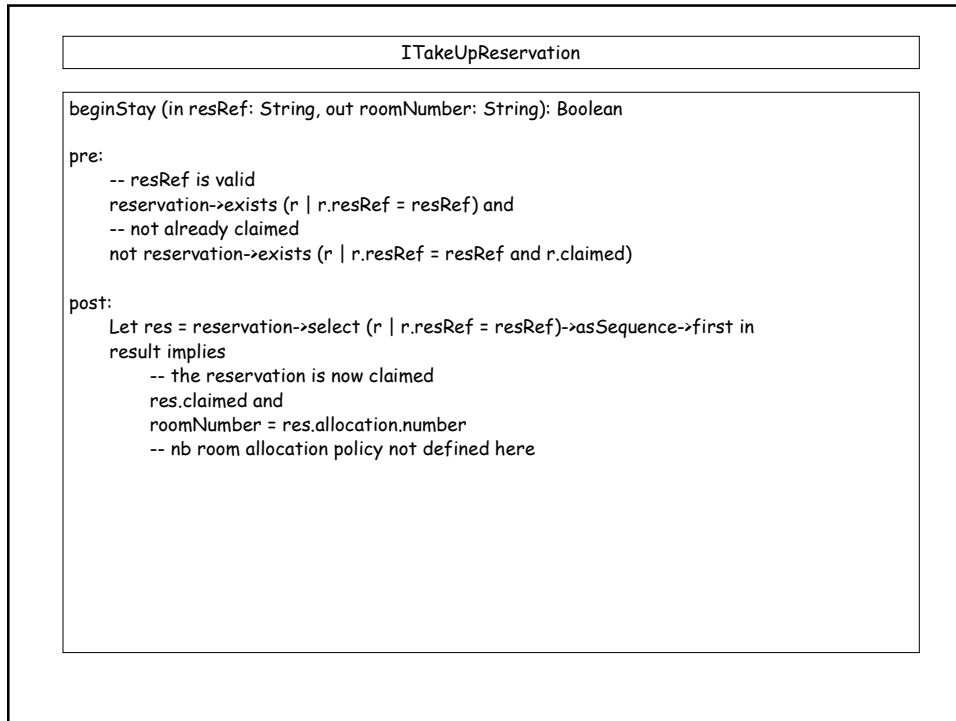 ITakeUpReservation
beginStay (in resRef: String, out roomNumber: String): Boolean
pre:
-- resRef is valid
reservation->exists (r | r.resRef = resRef) and
-- not already claimed
not reservation->exists (r | r.resRef = resRef and r.claimed)
post:
Let res = reservation->select (r | r.resRef = resRef)->asSequence->first in
result implies
-- the reservation is now claimed
res.claimed and
roomNumber = res.allocation.number
-- nb room allocation policy not defined here